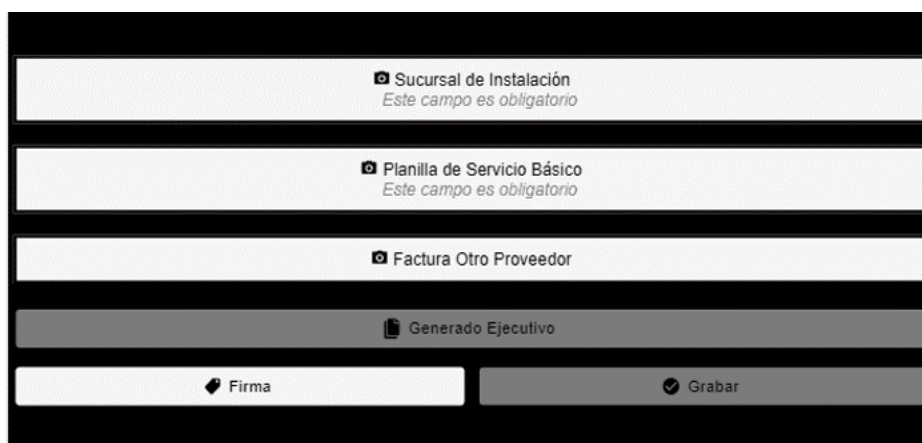 Sucursal de Instalación
Este campo es obligatorio
Planilla de Servicio Básico
Este campo es obligatorio
Factura Otro Proveedor
Generado Ejecutivo
Firma
Grabar